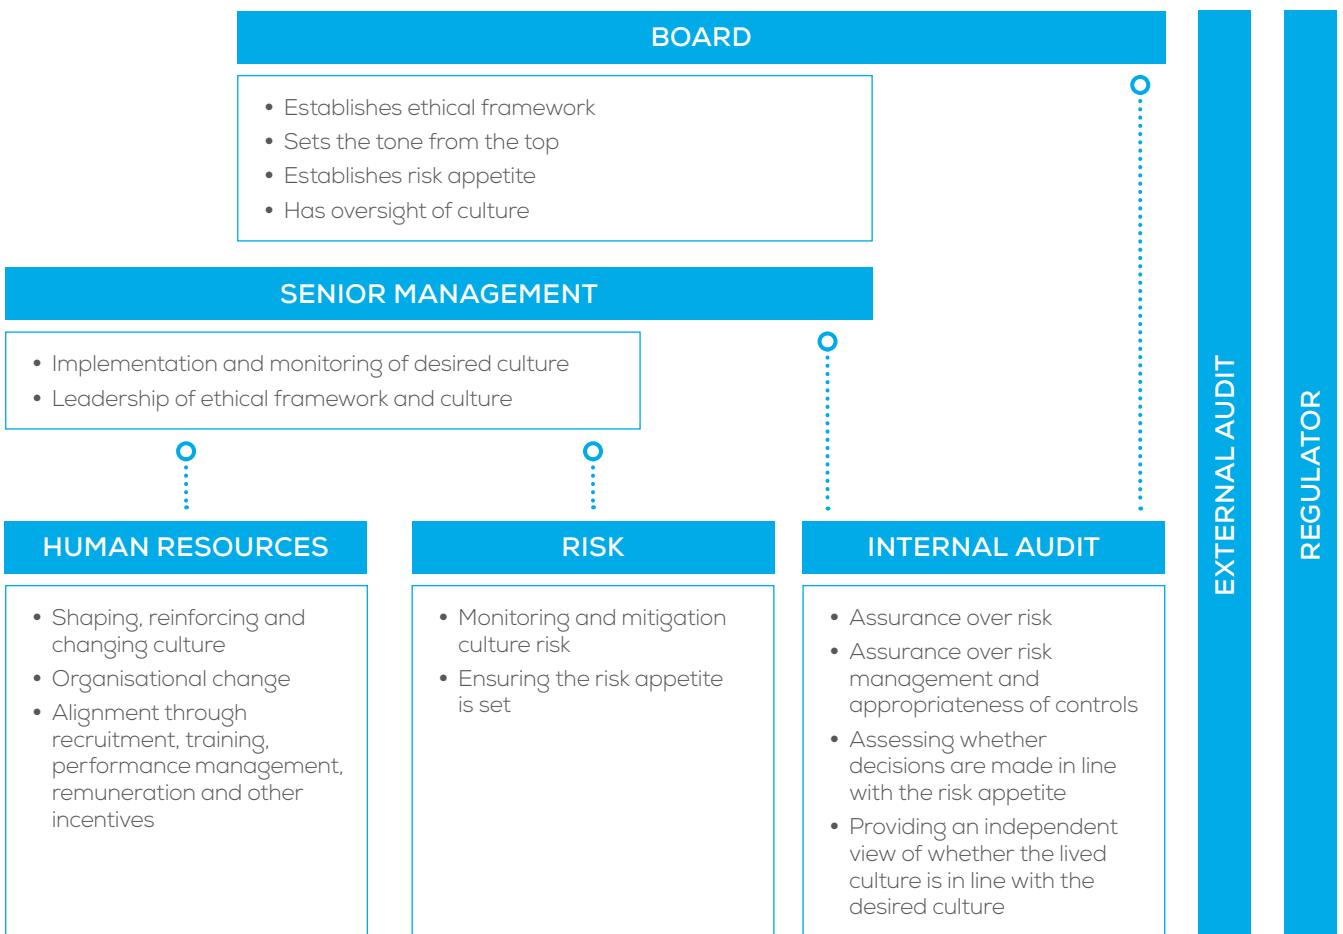 BOARD
• Establishes ethical framework
• Sets the tone from the top
• Establishes risk appetite
• Has oversight of culture
SENIOR MANAGEMENT
• Implementation and monitoring of desired culture
• Leadership of ethical framework and culture
HUMAN RESOURCES
• Shaping, reinforcing and
changing culture
• Organisational change
• Alignment through
recruitment, training,
performance management,
remuneration and other
incentives
RISK
• Monitoring and mitigation
culture risk
• Ensuring the risk appetite
is set
INTERNAL AUDIT
• Assurance over risk
• Assurance over risk
management and
appropriateness of controls
• Assessing whether
decisions are made in line
with the risk appetite
• Providing an independent
view of whether the lived
culture is in line with the
desired culture
EXTERNAL AUDIT
REGULATOR